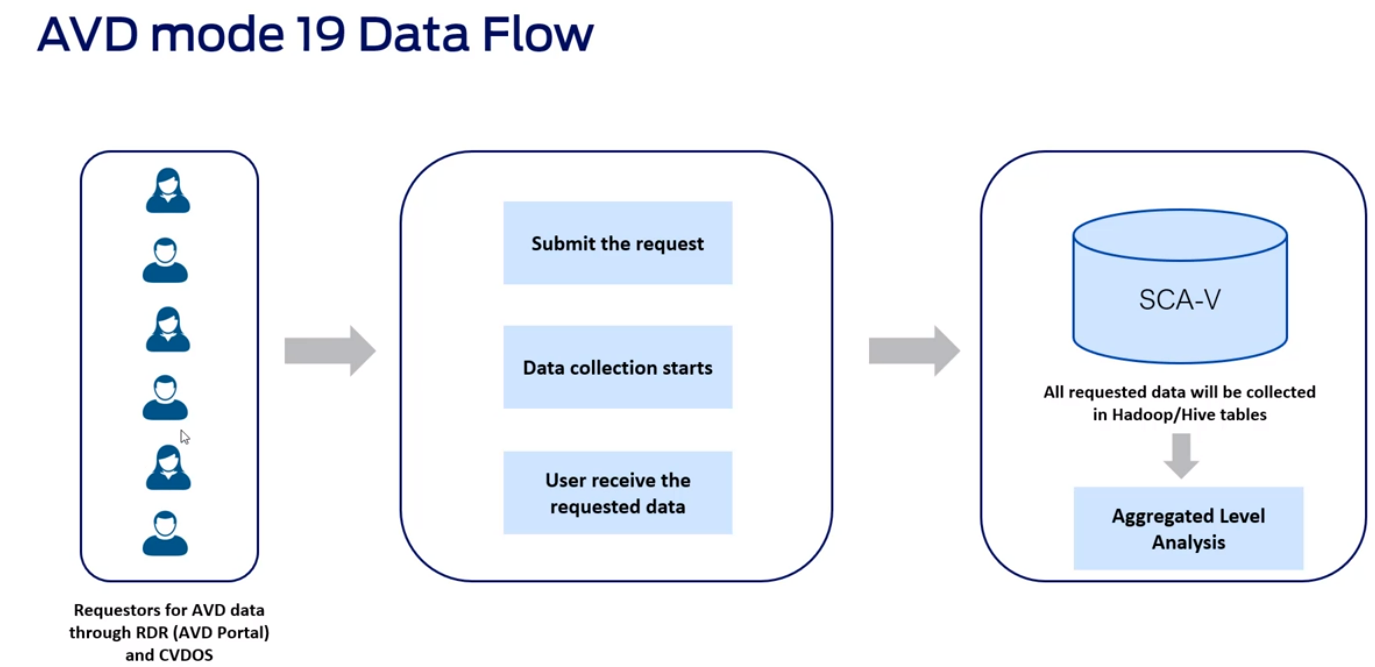 AVD mode 19 Data Flow
Requestors for AVD data
through RDR (AVD Portal)
and CVDOS
Submit the request
Data collection starts
User receive the
requested data
SCA-V
All requested data will be collected
in Hadoop/Hive tables
Aggregated Level
Analysis